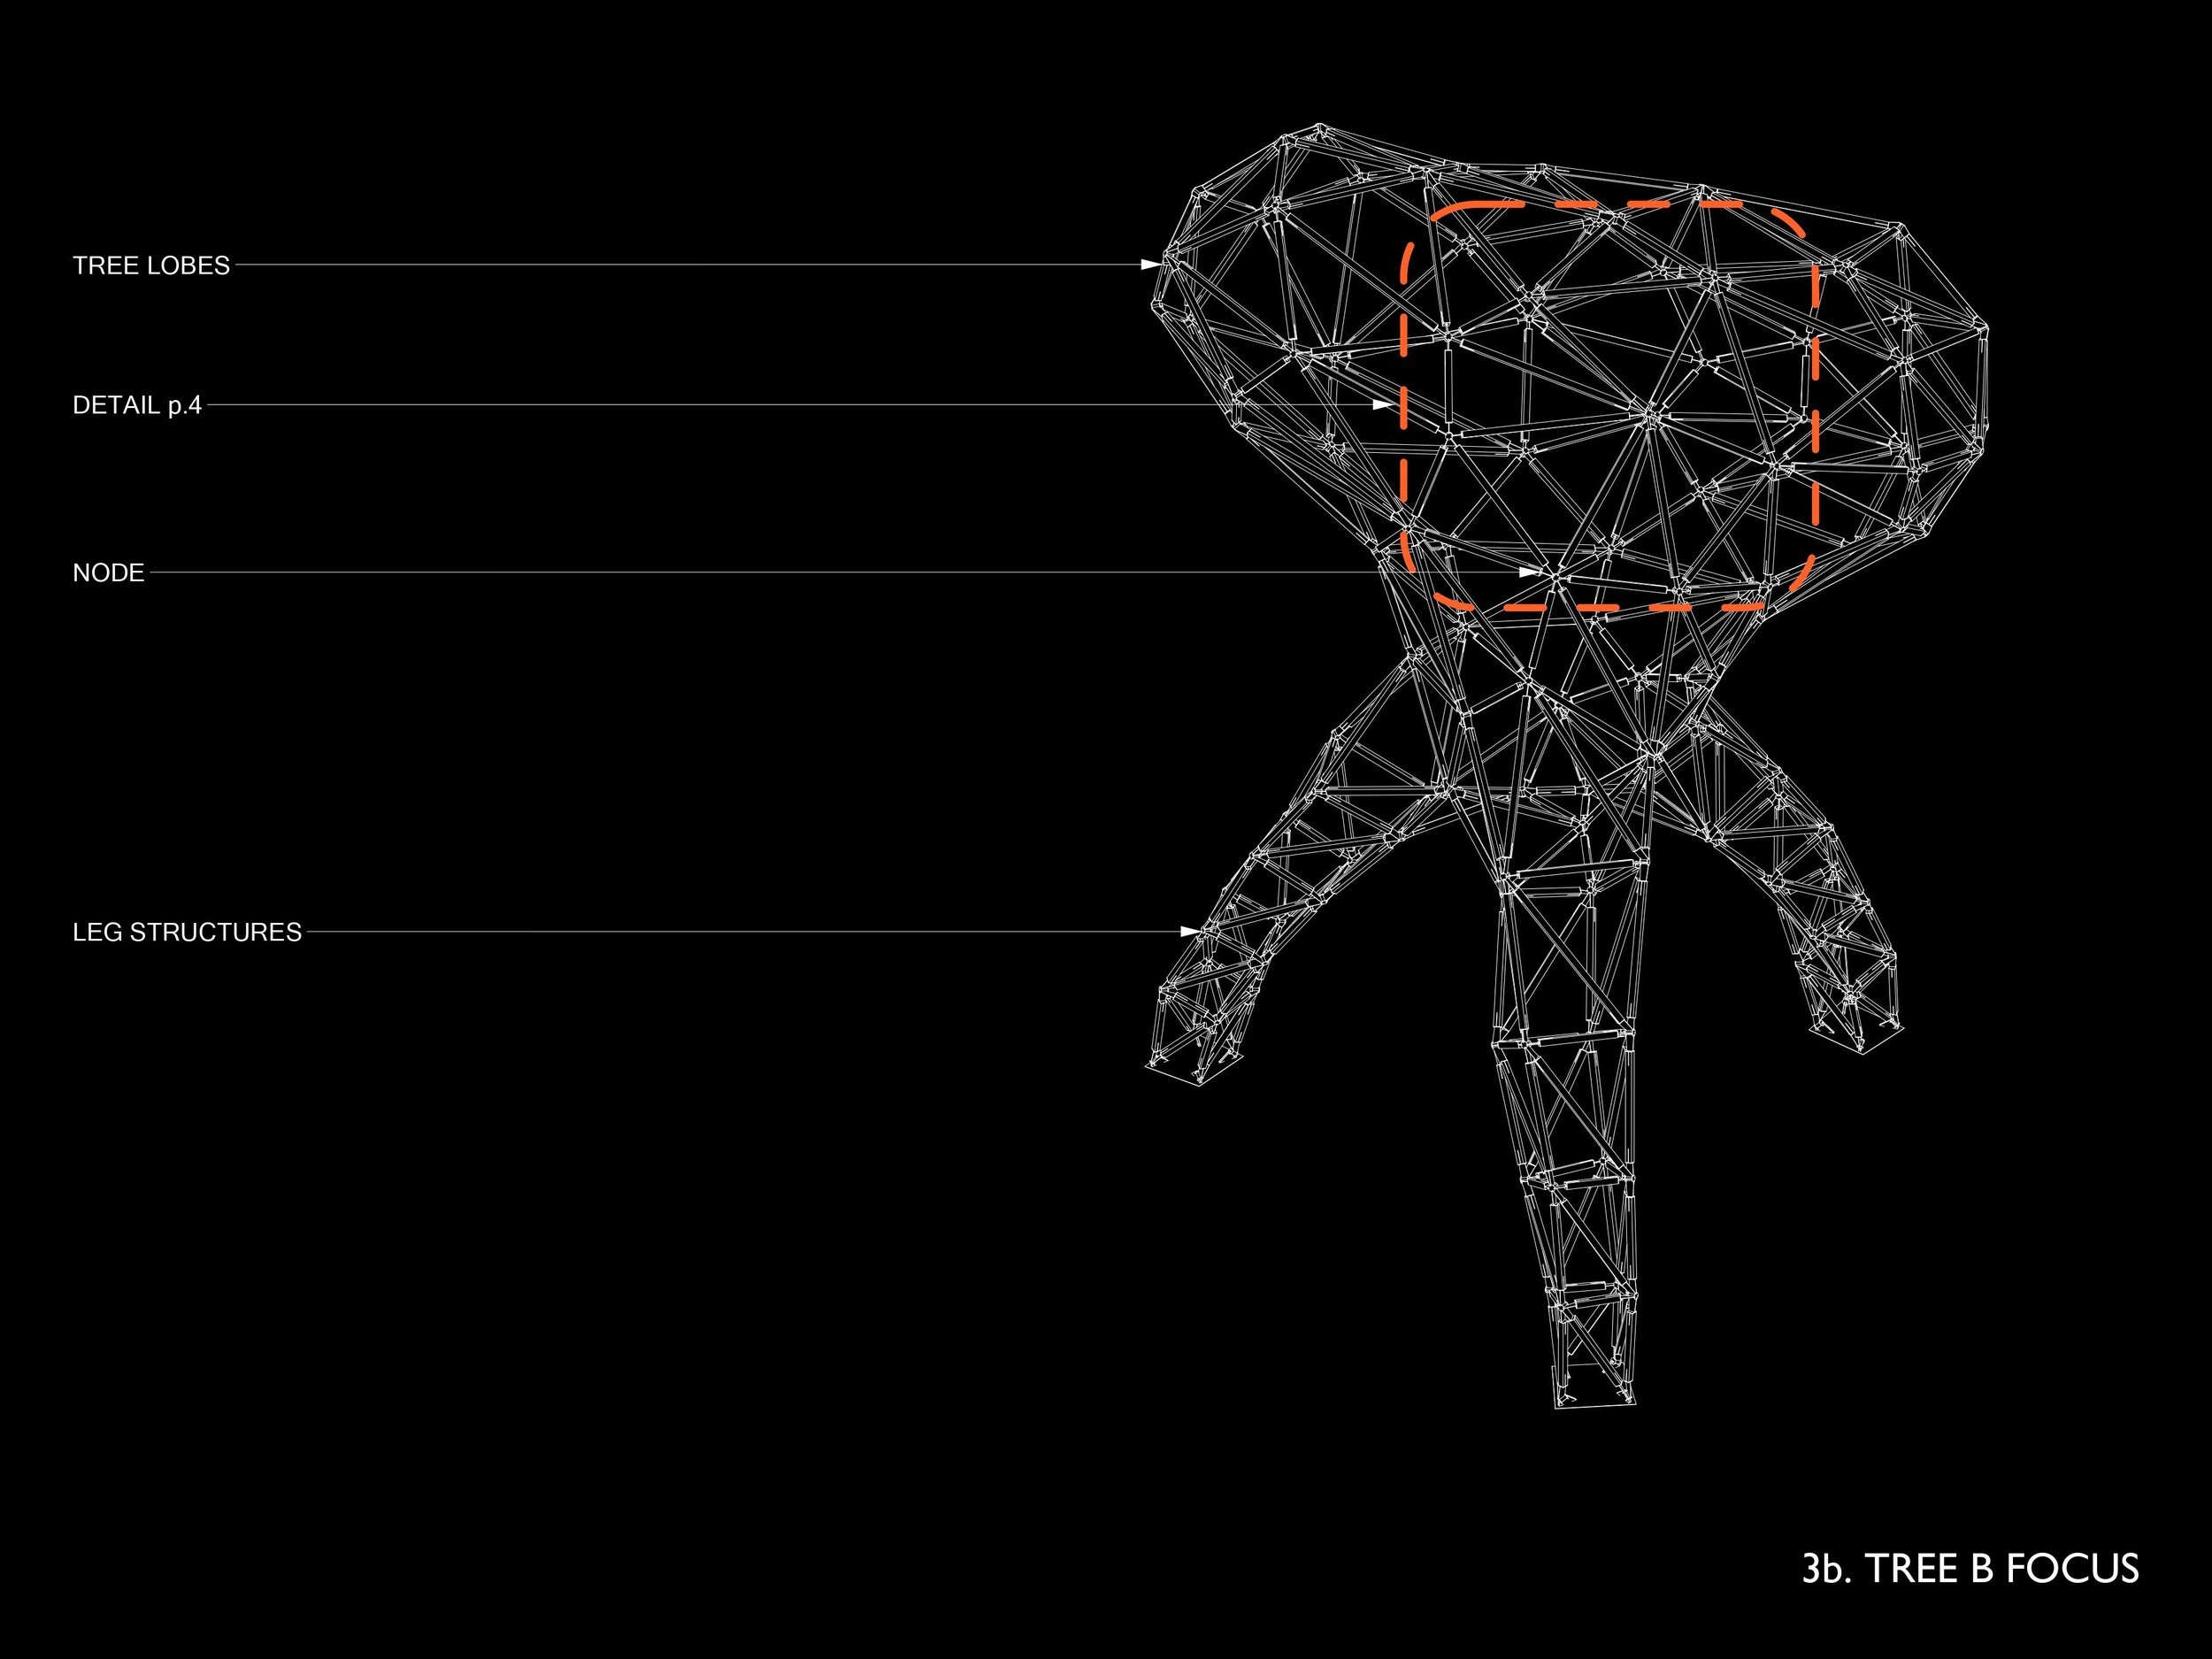 TREE LOBES
DETAIL p.4
NODE
LEG STRUCTURES
3b. TREE B FOCUS